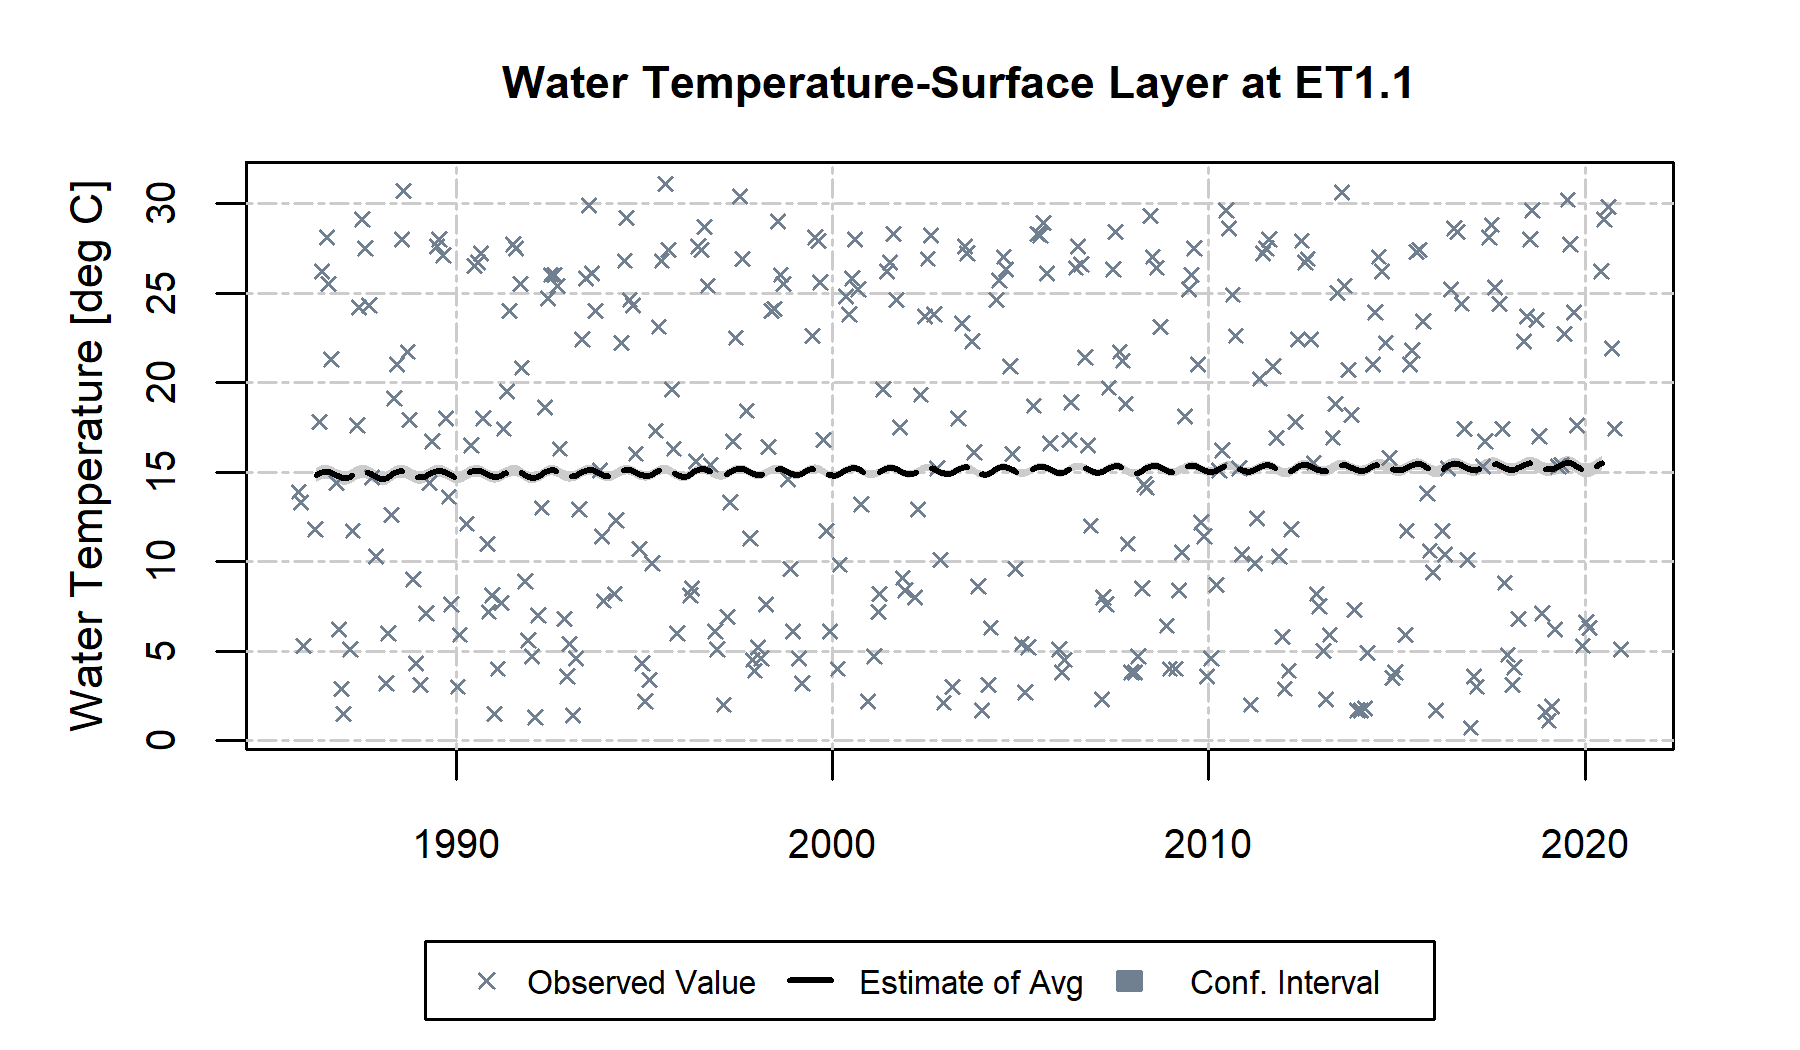 Water Temperature-Surface Layer at ET1.1
Water Temperature [deg C]
30
25
20
15
10
5
0
1990 2000 2010 2020
Observed Value Estimate of Avg Conf. Interval